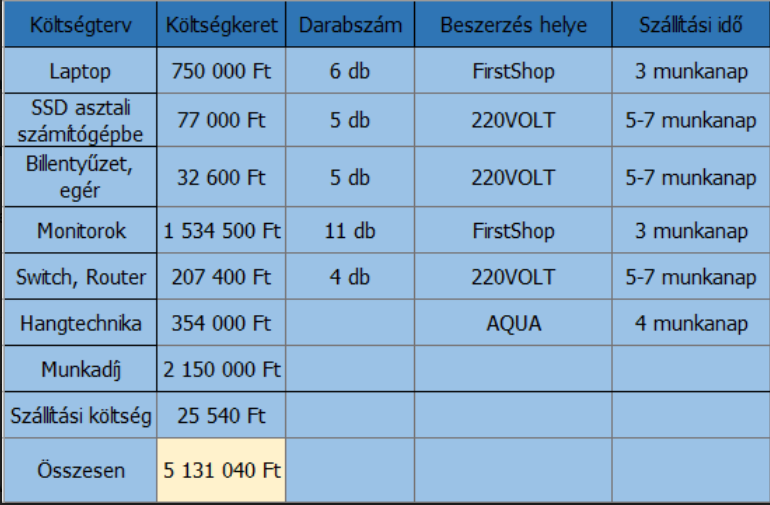 Költségterv Költségkeret Darabszám Beszerzés helye Szállítási idő
Laptop 750 000 Ft 6 db FirstShop 3 munkanap
SSD asztali
számítógépbe 77 000 Ft 5 db 220VOLT 5-7 munkanap
Billentyűzet,
egér 32 600 Ft 5 db 220VOLT 5-7 munkanap
Monitorok 1 534 500 Ft 11 db FirstShop 3 munkanap
Switch, Router 207 400 Ft 4 db 220VOLT 5-7 munkanap
Hangtechnika 354 000 Ft AQUA 4 munkanap
Munkadíj 2 150 000 Ft
Szállítási költség 25 540 Ft
Összesen 5 131 040 Ft